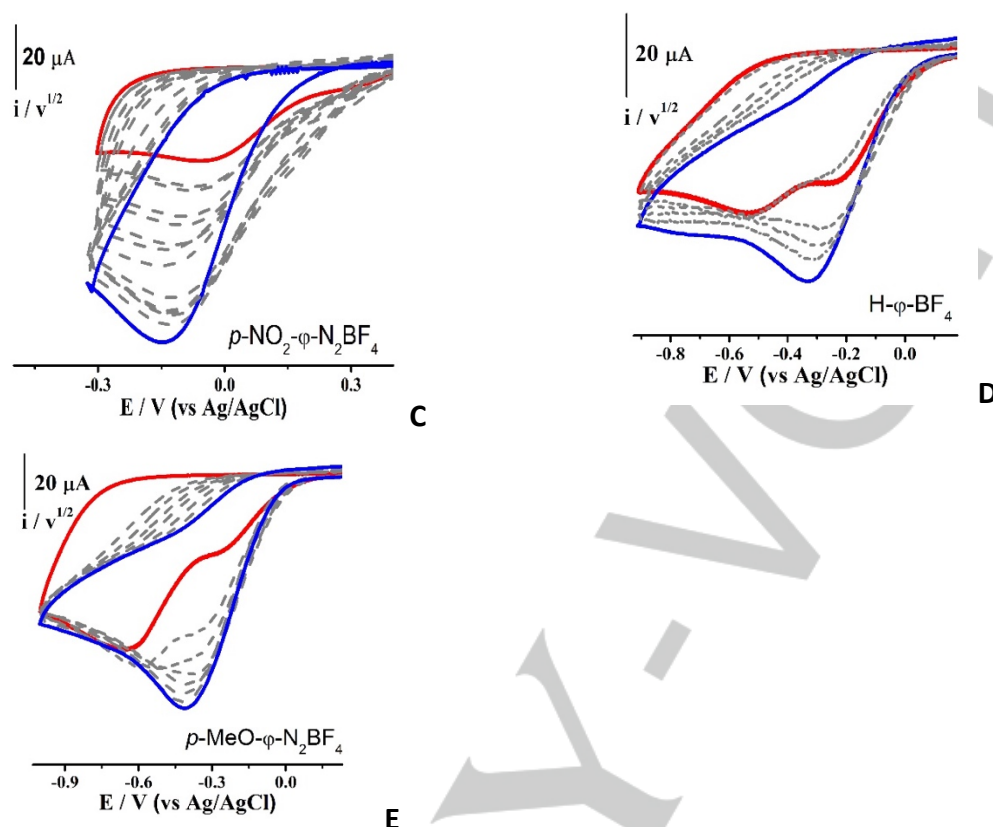 20 µA
i / v^1/2
p-NO2-φ-N2BF4
-0.3 0.0 0.3
E / V (vs Ag/AgCl)
C
20 µA
i / v^1/2
H-φ-BF4
-0.8 -0.6 -0.4 -0.2 0.0
E / V (vs Ag/AgCl)
D
20 µA
i / v^1/2
p-MeO-φ-N2BF4
-0.9 -0.6 -0.3 0.0
E / V (vs Ag/AgCl)
E